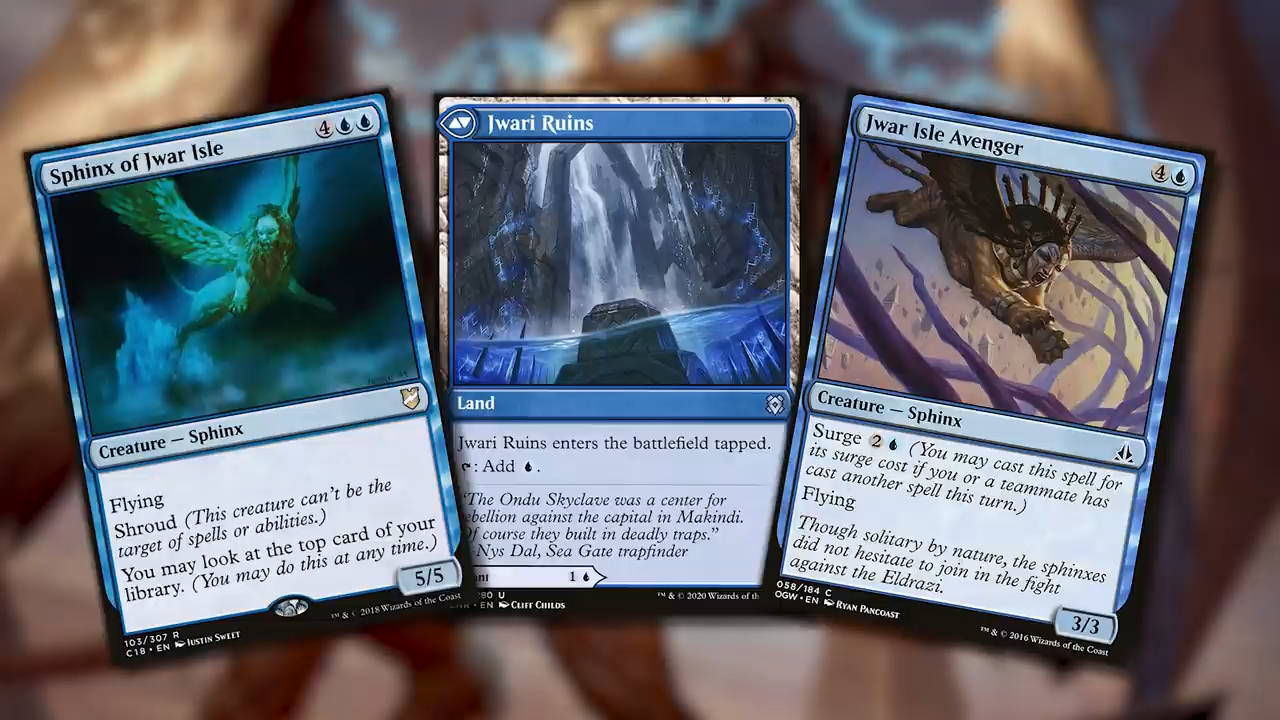 Sphinx of Jwar Isle
4
Creature — Sphinx
Flying
Shroud (This creature can't be the
target of spells or abilities.)
You may look at the top card of your
library. (You may do this at any time.)
5/5
103/307 R
C18 • EN JUSTIN SWEET
™ & © 2018 Wizards of the Coast
Jwari Ruins
Land
Jwari Ruins enters the battlefield tapped.
: Add .
"The Ondu Skyclave was a center for
ebellion against the capital in Makindi.
Of course they built in deadly traps."
Nys Dal, Sea Gate trapfinder
1
280 U
EN CLIFF CHILDS
™ & © 2020 Wizards of th
Jwar Isle Avenger
4
Creature — Sphinx
Surge 2 (You may cast this spell for
its surge cost if you or a teammate has
cast another spell this turn.)
Flying
Though solitary by nature, the sphinxes
did not hesitate to join in the fight
against the Eldrazi.
3/3
058/184 C
OGW • EN RYAN PANCOAST
™ & © 2016 Wizards of the Coast